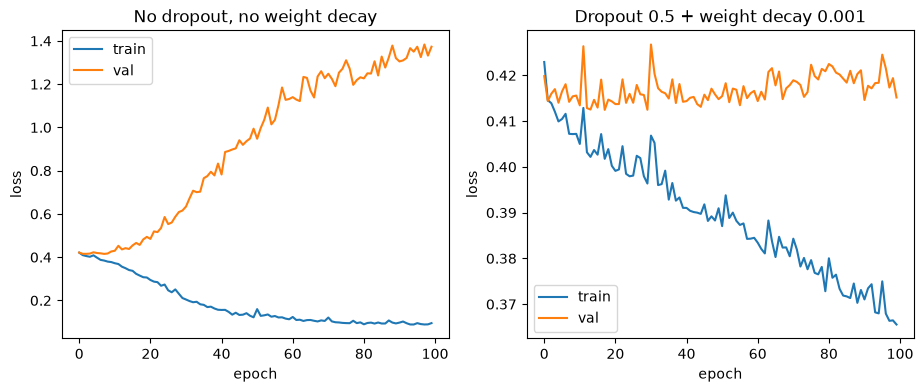 No dropout, no weight decay
1.4
1.2
1.0
0.8
0.6
0.4
0.2
loss
train
val
0
20
40
60
80
100
epoch
Dropout 0.5 + weight decay 0.001
0.42
0.41
0.40
0.39
0.38
0.37
loss
train
val
0
20
40
60
80
100
epoch